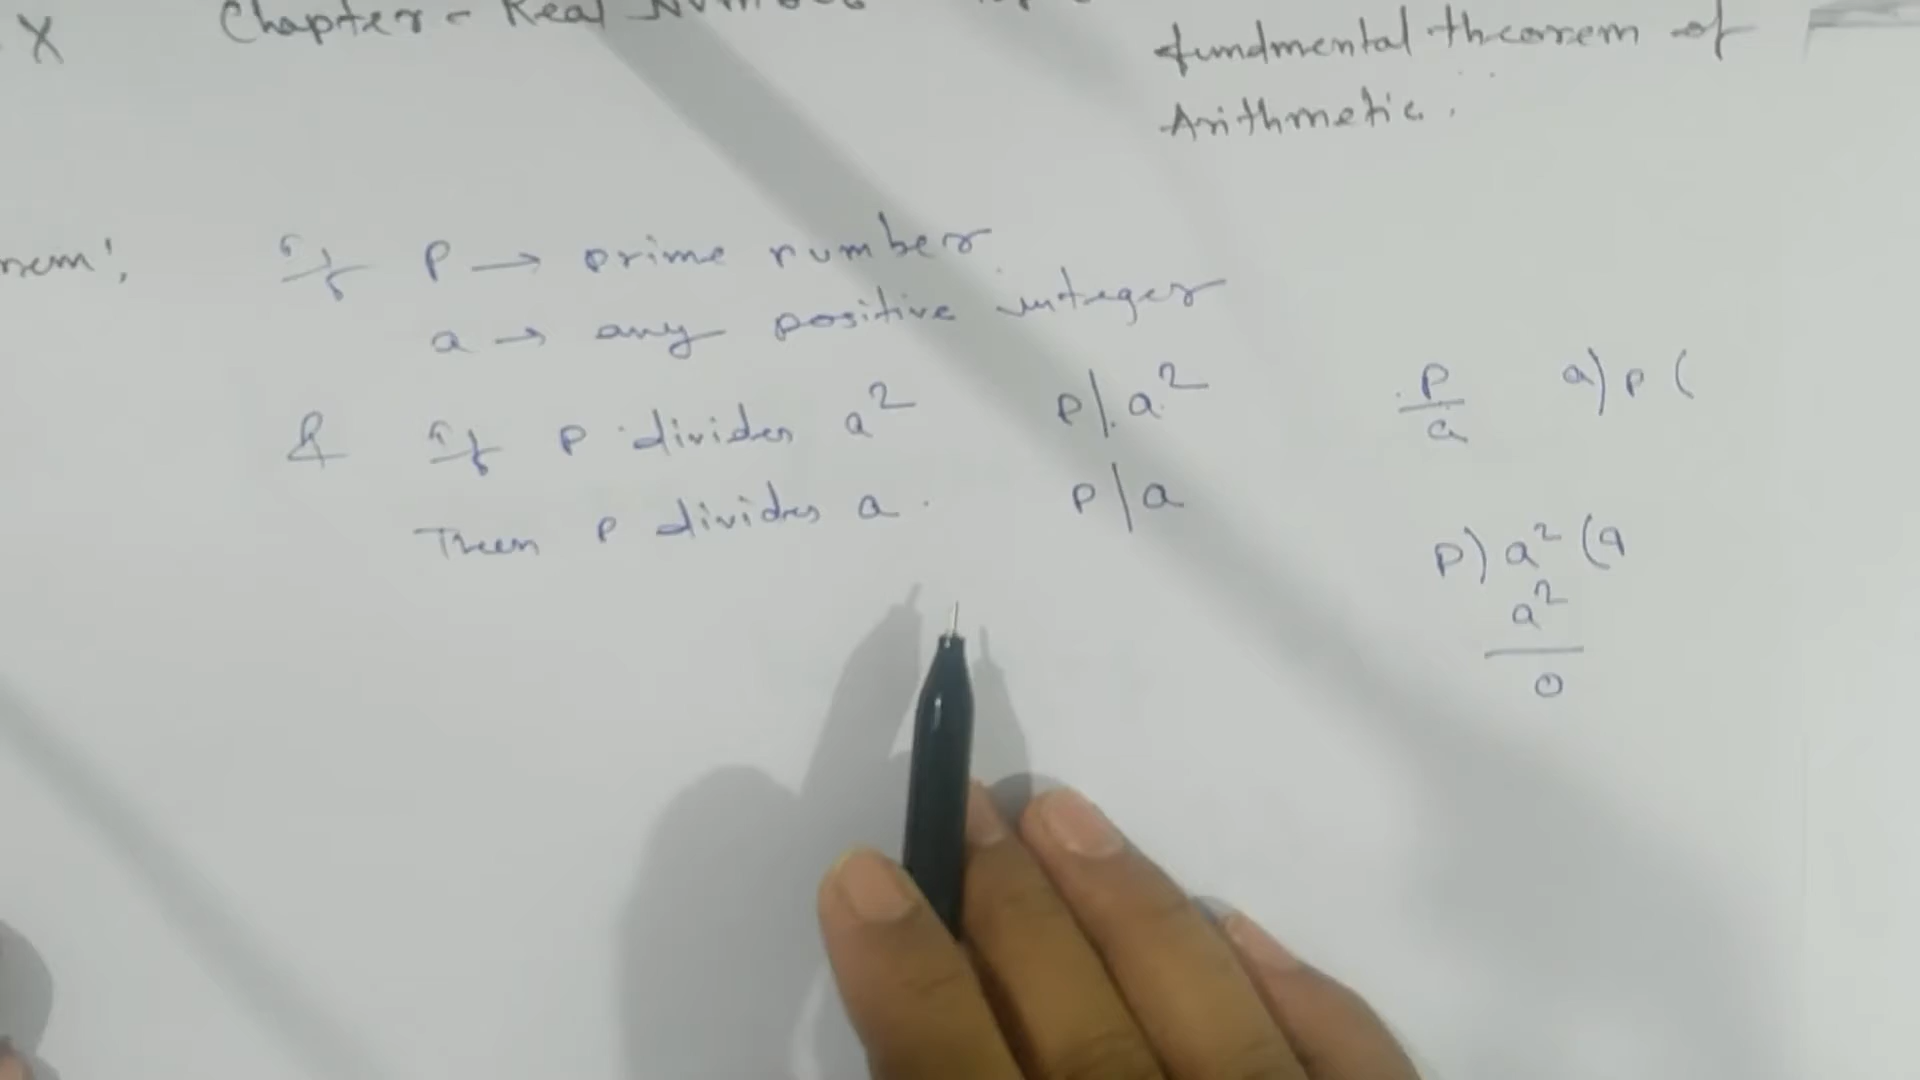 X Chapter - Real
fundmental theorem of
Arithmetic.
If P → prime number
a → any positive integer
& If P divides a² P|a²
Then P divides a. P|a
P/a a)P(
P)a²(q
a²
0